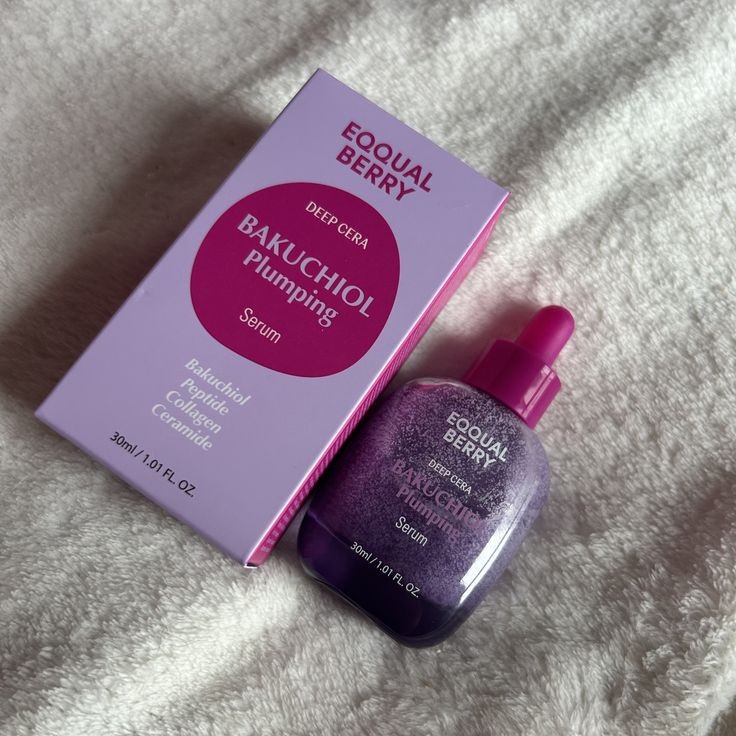 EQQUAL
BERRY
DEEP CERA
BAKUCHIOL
Plumping
Serum
Bakuchiol
Peptide
Collagen
Ceramide
30ml / 1.01 FL. OZ.
EQQUAL
BERRY
DEEP CERA
BAKUCHIOL
Plumping
Serum
30ml / 1.01 FL. OZ.